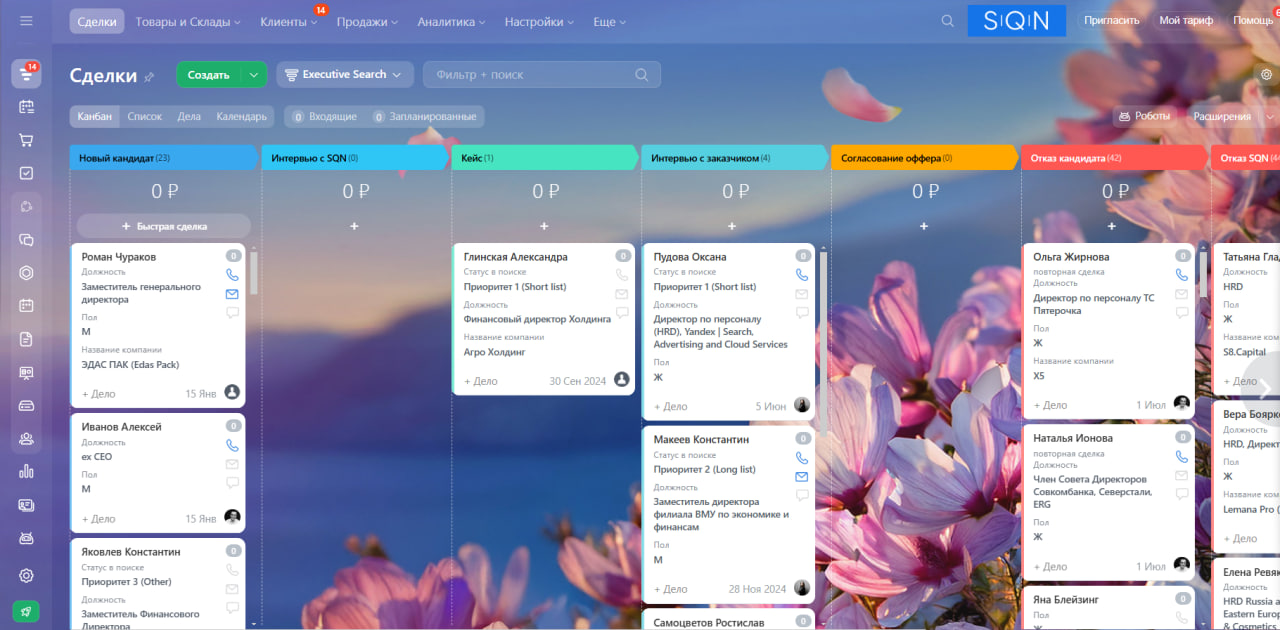 Сделки
Товары и Склады
Клиенты
14
Продажи
Аналитика
Настройки
Еще
SQN
Пригласить
Мой тариф
Помощь
6
14
Сделки
Создать
Executive Search
Фильтр + поиск
Канбан
Список
Дела
Календарь
0 Входящие
0 Запланированные
Роботы
Расширения
Новый кандидат (23)
0 ₽
+ Быстрая сделка
Роман Чураков
0
Должность
Заместитель генерального
директора
Пол
М
Название компании
ЭДАС ПАК (Edas Pack)
+ Дело
15 Янв
Иванов Алексей
0
Должность
ex CEO
Пол
М
+ Дело
15 Янв
Яковлев Константин
0
Статус в поиске
Приоритет 3 (Other)
Должность
Заместитель Финансового
Директора
Интервью с SQN (0)
0 ₽
+
Кейс (1)
0 ₽
+
Глинская Александра
0
Статус в поиске
Приоритет 1 (Short list)
Должность
Финансовый директор Холдинга
Название компании
Агро Холдинг
+ Дело
30 Сен 2024
Интервью с заказчиком (4)
0 ₽
+
Пудова Оксана
0
Статус в поиске
Приоритет 1 (Short list)
Должность
Директор по персоналу
(HRD), Yandex | Search,
Advertising and Cloud Services
Пол
Ж
+ Дело
5 Июн
Макеев Константин
0
Статус в поиске
Приоритет 2 (Long list)
Должность
Заместитель директора
филиала ВМУ по экономике и
финансам
Пол
М
+ Дело
28 Ноя 2024
Самоцветов Ростислав
0
Согласование оффера (0)
0 ₽
+
Отказ кандидата (42)
0 ₽
+
Ольга Жирнова
0
повторная сделка
Должность
Директор по персоналу ТС
Пятерочка
Пол
Ж
Название компании
X5
+ Дело
1 Июл
Наталья Ионова
0
повторная сделка
Должность
Член Совета Директоров
Совкомбанка, Северстали,
ERG
Пол
Ж
+ Дело
1 Июл
Яна Блейзинг
0
Пол
Ж
Отказ SQN (44
Татьяна Гла
Должность
HRD
Пол
Ж
Название ком
S8.Capital
+ Дело
Вера Боярко
Должность
HRD, Директ
Пол
Ж
Название ком
Lemana Pro (
+ Дело
Елена Ревяк
Должность
HRD Russia a
Eastern Europ
& Cosmetics